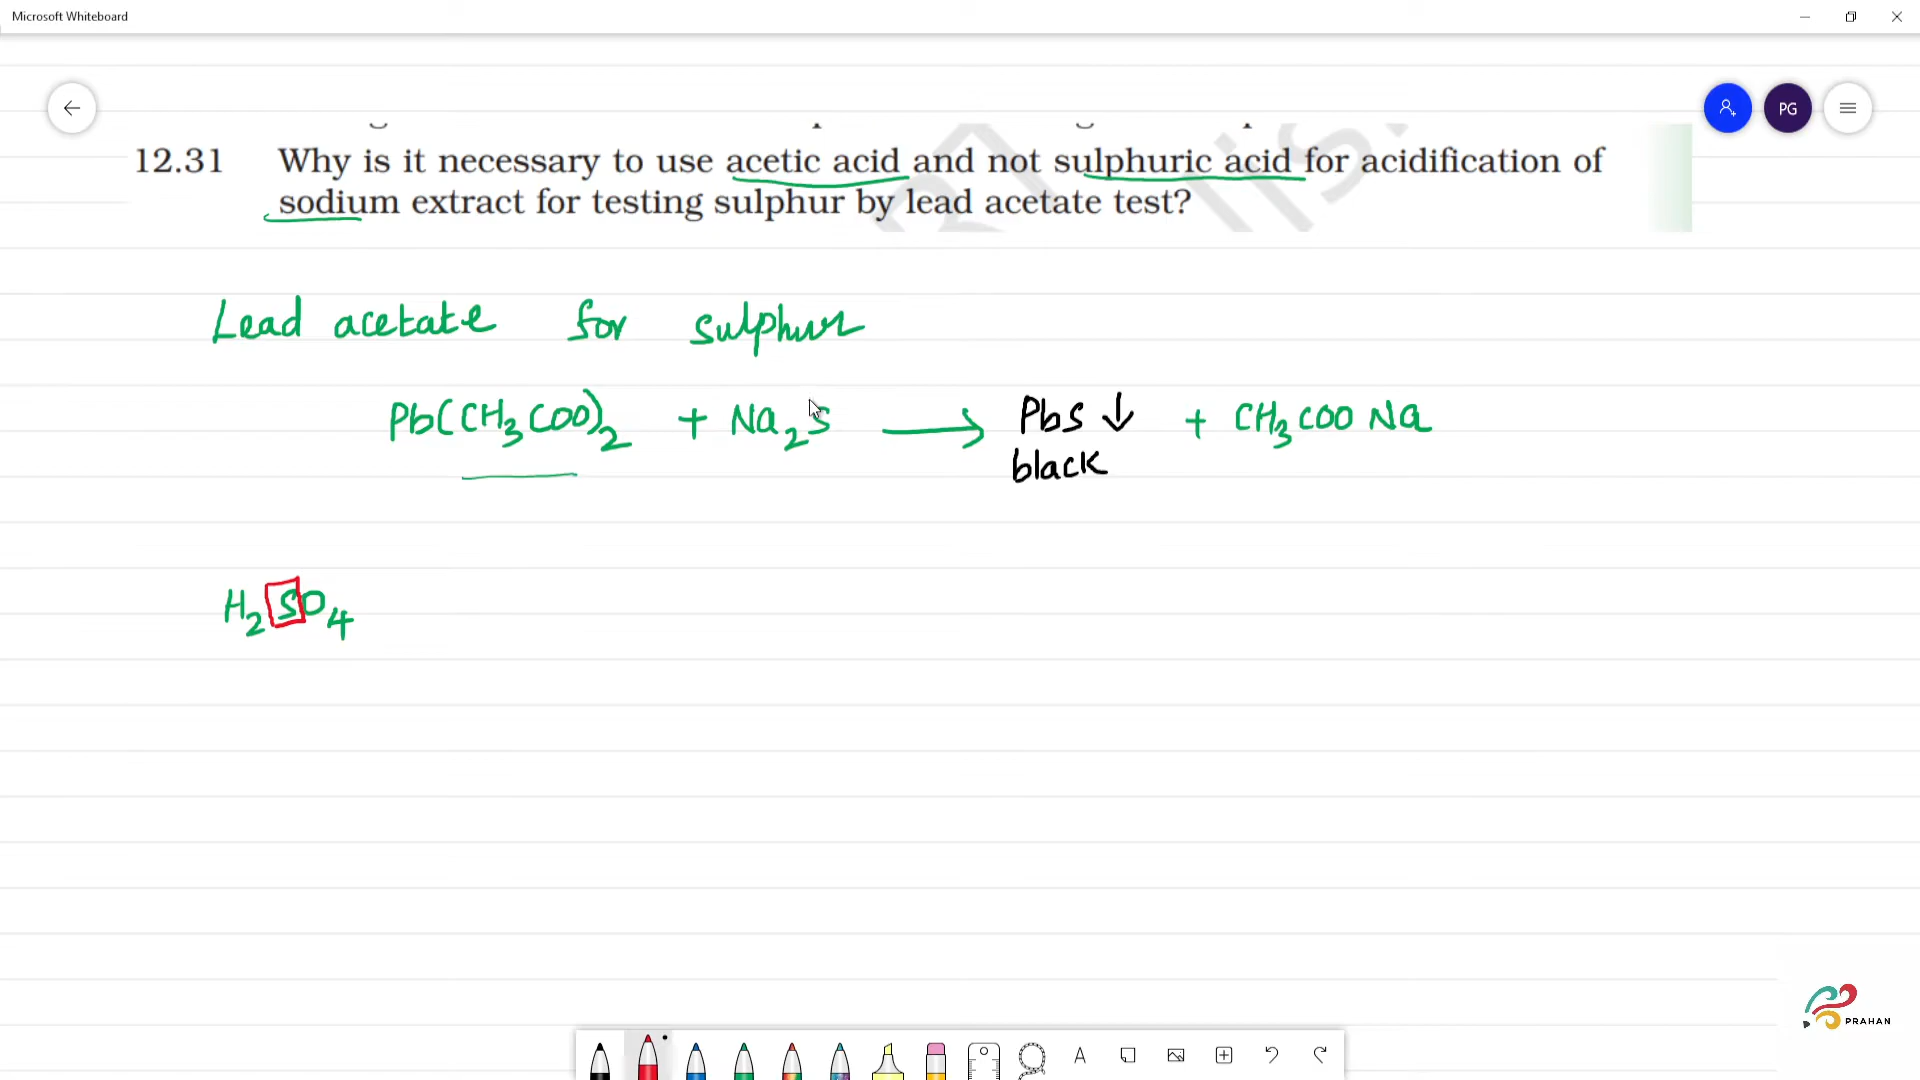 Microsoft Whiteboard
PG
12.31 Why is it necessary to use acetic acid and not sulphuric acid for acidification of
sodium extract for testing sulphur by lead acetate test?
Lead acetate for sulphur
Pb(CH₃COO)₂ + Na₂S ⟶ PbS ↓ + CH₃COONa
black
H₂SO₄
A
PRAHAN